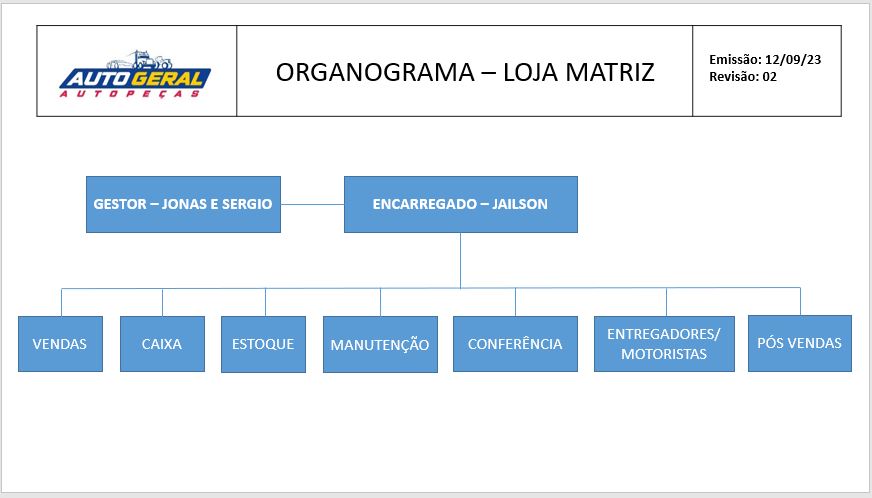 AUTO GERAL
AUTOPEÇAS
ORGANOGRAMA – LOJA MATRIZ
Emissão: 12/09/23
Revisão: 02
GESTOR – JONAS E SERGIO
ENCARREGADO – JAILSON
VENDAS
CAIXA
ESTOQUE
MANUTENÇÃO
CONFERÊNCIA
ENTREGADORES/
MOTORISTAS
PÓS VENDAS